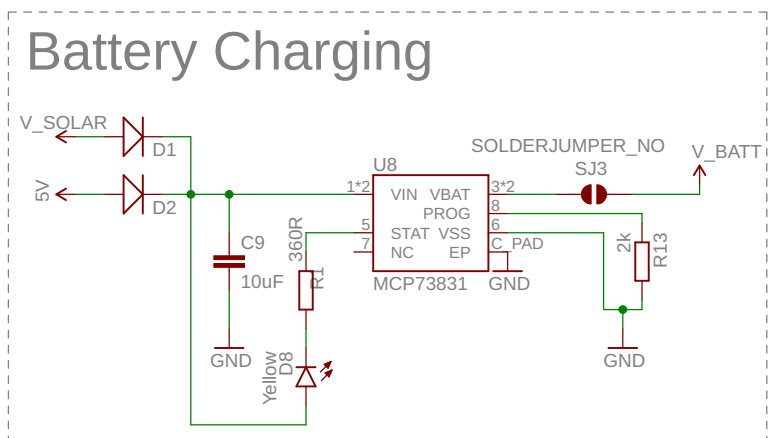 Battery Charging
V_SOLAR
D1
5V
D2
C9
10uF
GND
360R
R1
Yellow
D8
U8
1*2
VIN
VBAT
3*2
PROG
8
5
STAT
VSS
6
7
NC
EP
C_PAD
MCP73831
GND
SOLDERJUMPER_NO
SJ3
V_BATT
2k
R13
GND